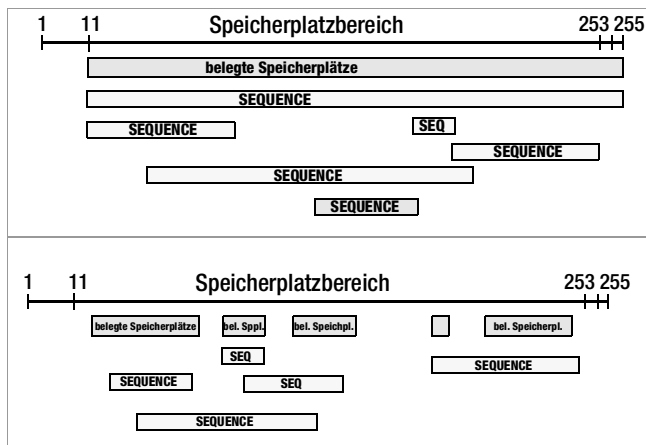 1 11 Speicherplatzbereich 253 255
belegte Speicherplätze
SEQUENCE
SEQUENCE SEQ
SEQUENCE
SEQUENCE
SEQUENCE
1 11 Speicherplatzbereich 253 255
belegte Speicherplätze bel. Sppl. bel. Speichpl. bel. Speicherpl.
SEQ
SEQUENCE
SEQUENCE SEQ
SEQUENCE